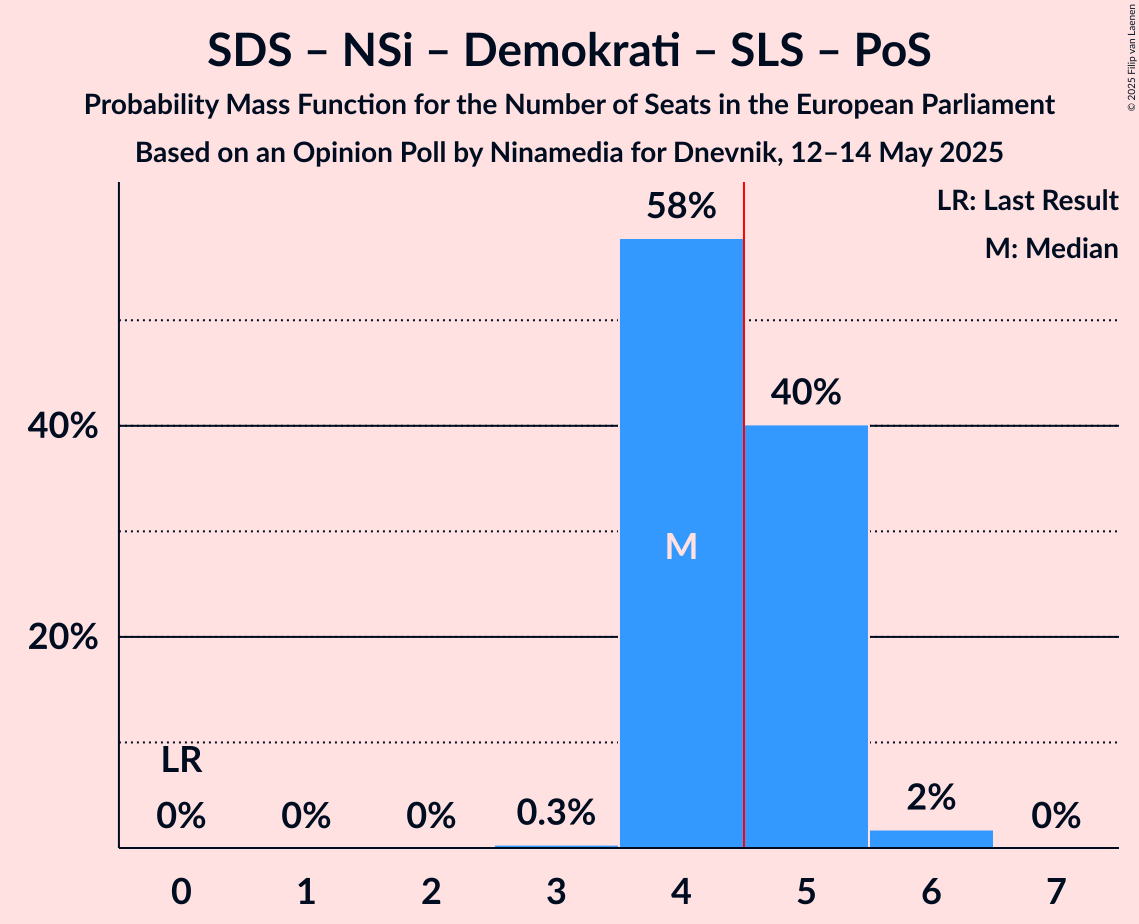 SDS – NSi – Demokrati – SLS – PoS
Probability Mass Function for the Number of Seats in the European Parliament
Based on an Opinion Poll by Ninamedia for Dnevnik, 12–14 May 2025
© 2025 Filip van Laenen
LR: Last Result
M: Median
58%
40%
40%
M
20%
LR
0%
0%
0%
0.3%
2%
0%
0
1
2
3
4
5
6
7